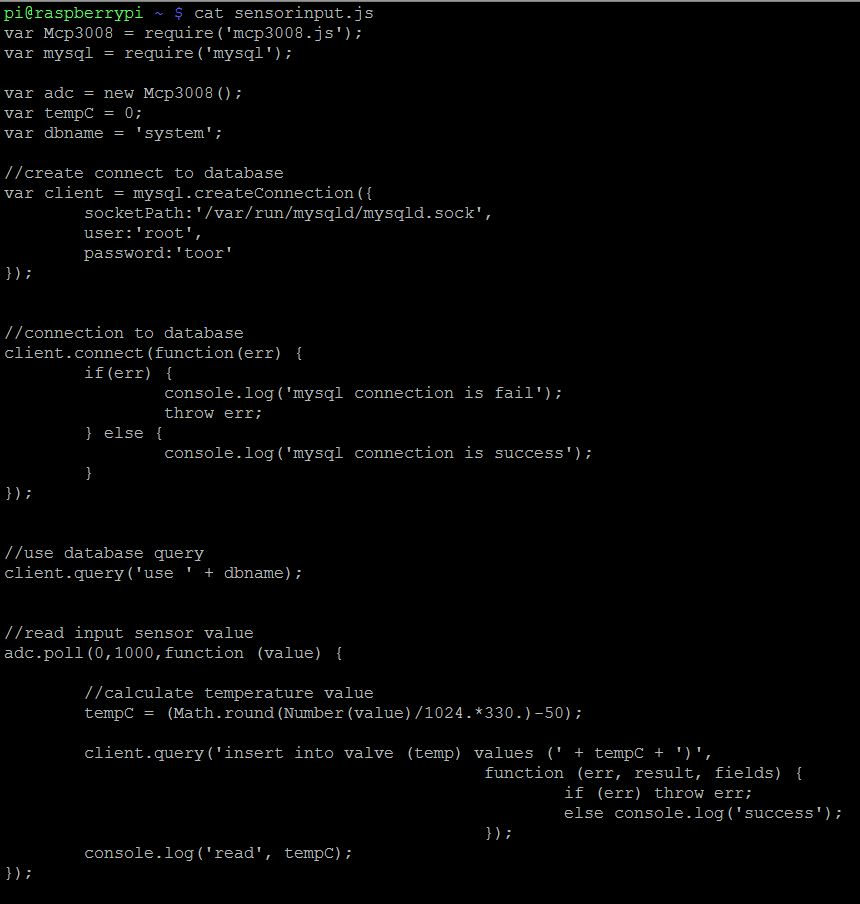 pi@raspberrypi ~ $ cat sensorinput.js
var Mcp3008 = require('mcp3008.js');
var mysql = require('mysql');

var adc = new Mcp3008();
var tempC = 0;
var dbname = 'system';

//create connect to database
var client = mysql.createConnection({
        socketPath:'/var/run/mysqld/mysqld.sock',
        user:'root',
        password:'toor'
});


//connection to database
client.connect(function(err) {
        if(err) {
                console.log('mysql connection is fail');
                throw err;
        } else {
                console.log('mysql connection is success');
        }
});


//use database query
client.query('use ' + dbname);


//read input sensor value
adc.poll(0,1000,function (value) {

        //calculate temperature value
        tempC = (Math.round(Number(value)/1024.*330.)-50);

        client.query('insert into valve (temp) values (' + tempC + ')',
                                                function (err, result, fields) {
                                                        if (err) throw err;
                                                        else console.log('success');
                                                });
        console.log('read', tempC);
});